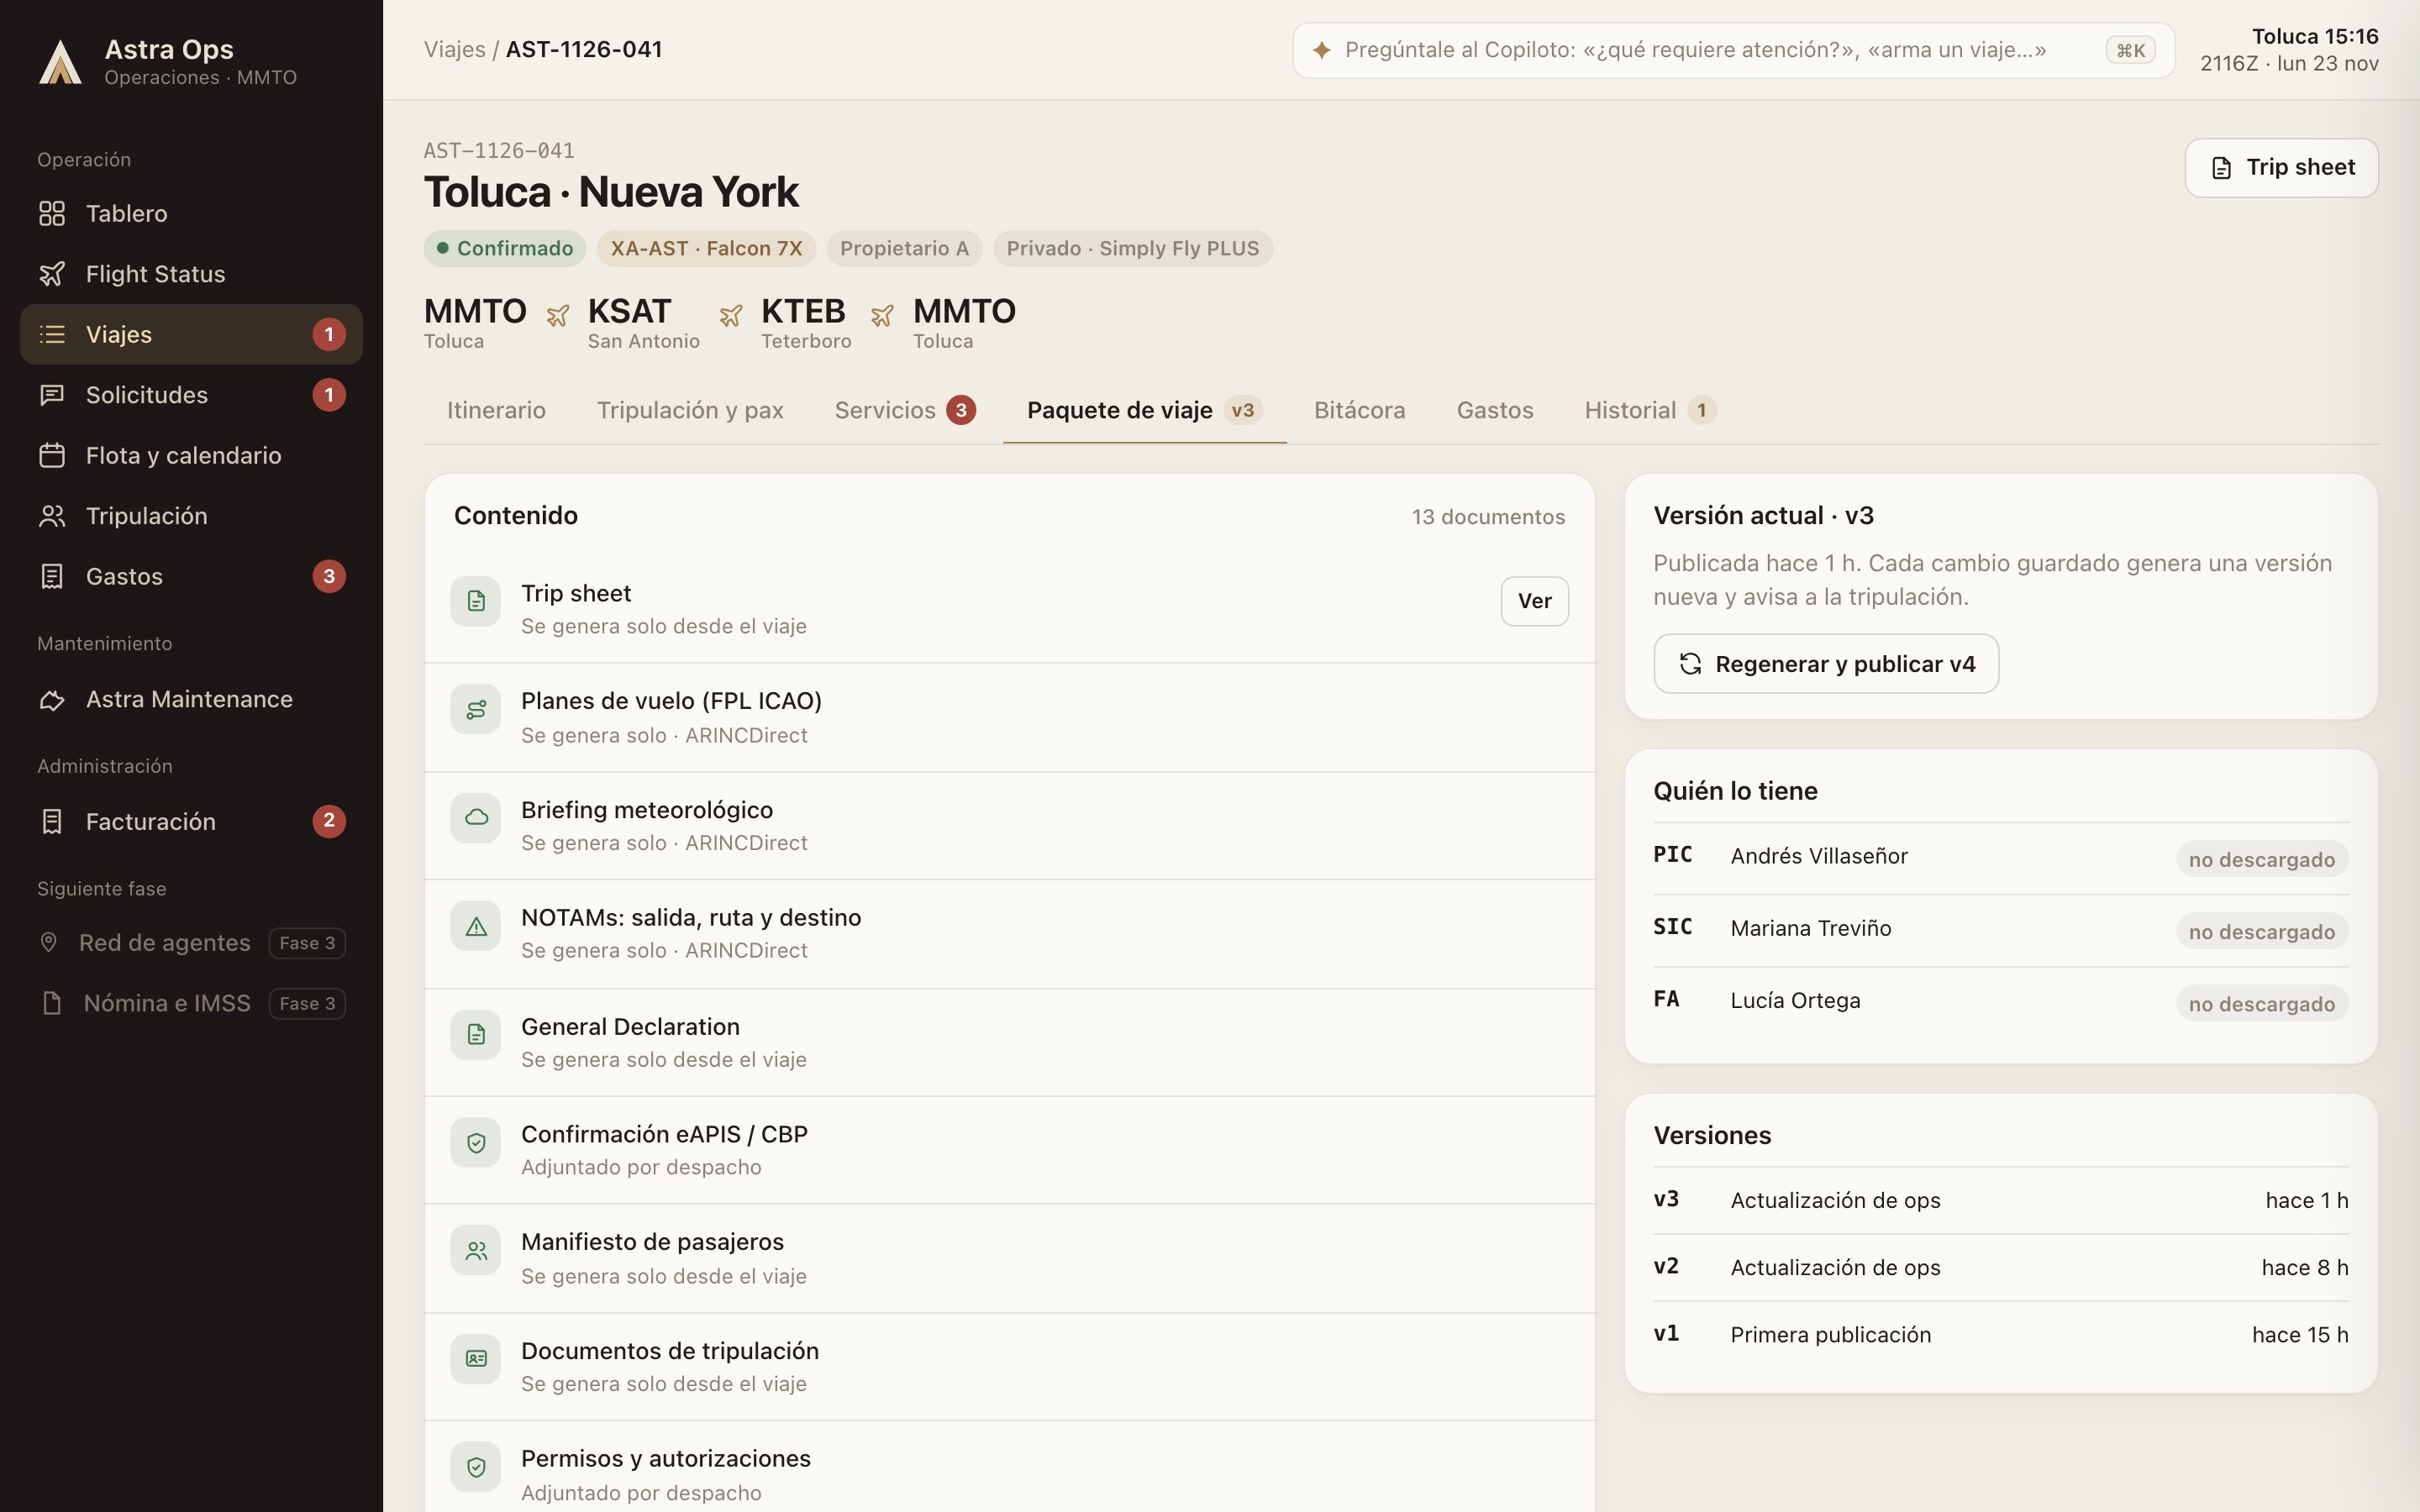 Astra Ops
Operaciones · MMTO
Operación
Tablero
Flight Status
Viajes 1
Solicitudes 1
Flota y calendario
Tripulación
Gastos 3
Mantenimiento
Astra Maintenance
Administración
Facturación 2
Siguiente fase
Red de agentes Fase 3
Nómina e IMSS Fase 3
Viajes / AST-1126-041
Pregúntale al Copiloto: «¿qué requiere atención?», «arma un viaje…» ⌘K
Toluca 15:16
2116Z · lun 23 nov
AST-1126-041
Toluca · Nueva York
Trip sheet
Confirmado XA-AST · Falcon 7X Propietario A Privado · Simply Fly PLUS
MMTO KSAT KTEB MMTO
Toluca San Antonio Teterboro Toluca
Itinerario Tripulación y pax Servicios 3 Paquete de viaje v3 Bitácora Gastos Historial 1
Contenido 13 documentos
Trip sheet
Se genera solo desde el viaje
Ver
Planes de vuelo (FPL ICAO)
Se genera solo · ARINCDirect
Briefing meteorológico
Se genera solo · ARINCDirect
NOTAMs: salida, ruta y destino
Se genera solo · ARINCDirect
General Declaration
Se genera solo desde el viaje
Confirmación eAPIS / CBP
Adjuntado por despacho
Manifiesto de pasajeros
Se genera solo desde el viaje
Documentos de tripulación
Se genera solo desde el viaje
Permisos y autorizaciones
Adjuntado por despacho
Versión actual · v3
Publicada hace 1 h. Cada cambio guardado genera una versión
nueva y avisa a la tripulación.
Regenerar y publicar v4
Quién lo tiene
PIC Andrés Villaseñor no descargado
SIC Mariana Treviño no descargado
FA Lucía Ortega no descargado
Versiones
v3 Actualización de ops hace 1 h
v2 Actualización de ops hace 8 h
v1 Primera publicación hace 15 h